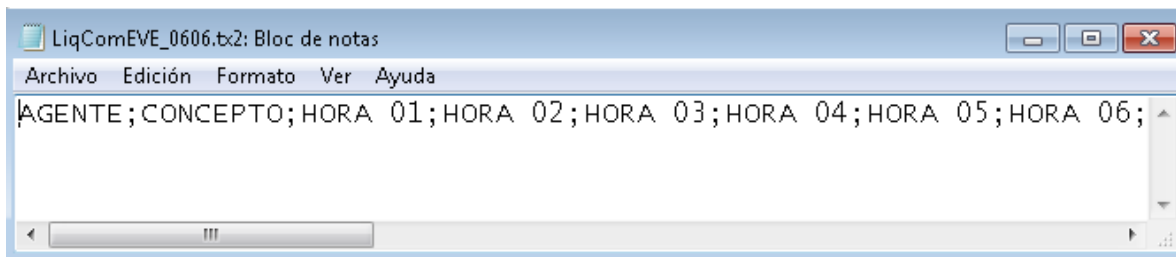 LiqComEVE_0606.tx2: Bloc de notas
Archivo Edición Formato Ver Ayuda
AGENTE;CONCEPTO;HORA 01;HORA 02;HORA 03;HORA 04;HORA 05;HORA 06;